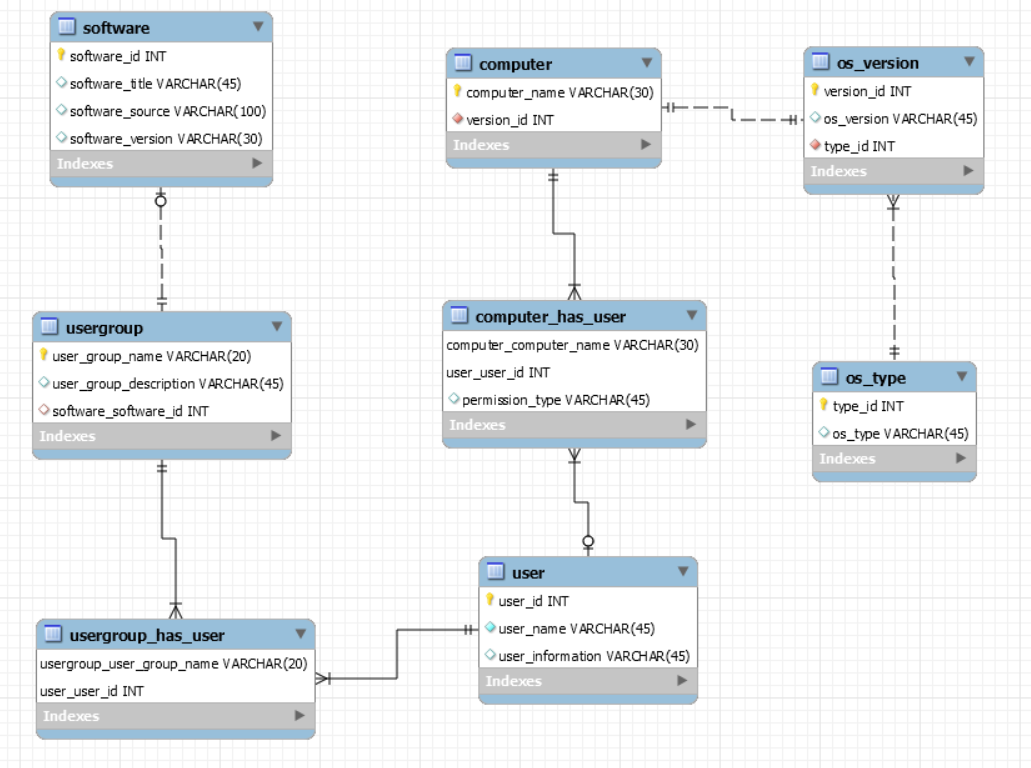 software
software_id INT
software_title VARCHAR(45)
software_source VARCHAR(100)
software_version VARCHAR(30)
Indexes
computer
computer_name VARCHAR(30)
version_id INT
Indexes
os_version
version_id INT
os_version VARCHAR(45)
type_id INT
Indexes
usergroup
user_group_name VARCHAR(20)
user_group_description VARCHAR(45)
software_software_id INT
Indexes
computer_has_user
computer_computer_name VARCHAR(30)
user_user_id INT
permission_type VARCHAR(45)
Indexes
os_type
type_id INT
os_type VARCHAR(45)
Indexes
usergroup_has_user
usergroup_user_group_name VARCHAR(20)
user_user_id INT
Indexes
user
user_id INT
user_name VARCHAR(45)
user_information VARCHAR(45)
Indexes